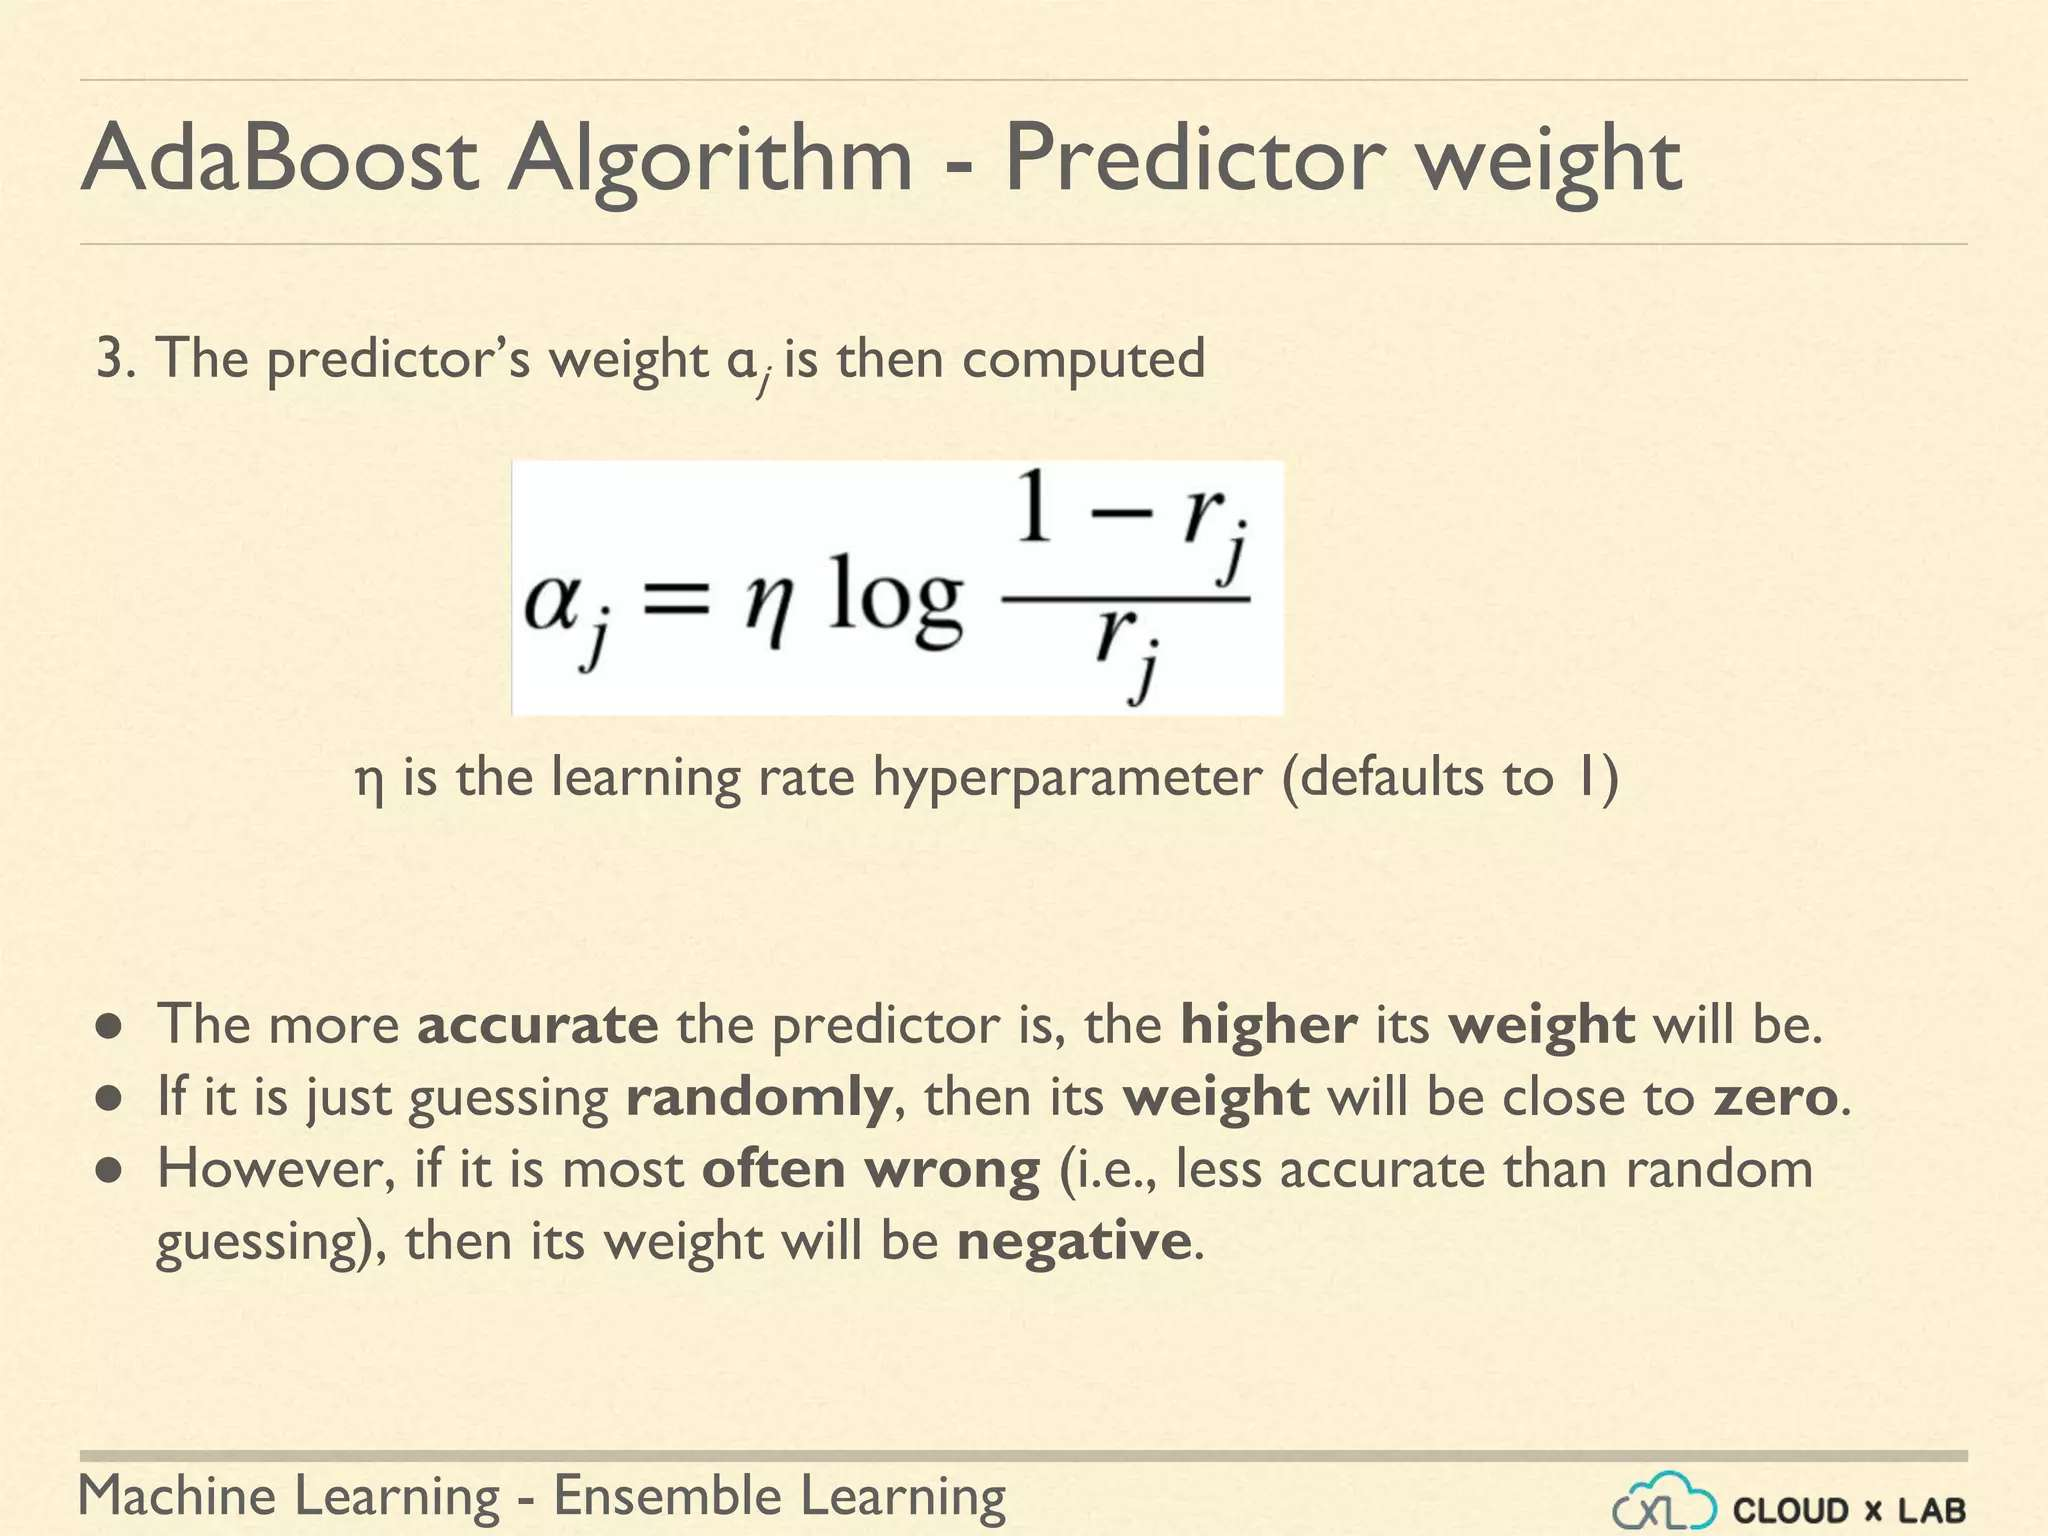 AdaBoost Algorithm - Predictor weight
3. The predictor’s weight αj is then computed
αj = η log (1 − rj) / rj
η is the learning rate hyperparameter (defaults to 1)
● The more accurate the predictor is, the higher its weight will be.
● If it is just guessing randomly, then its weight will be close to zero.
● However, if it is most often wrong (i.e., less accurate than random
guessing), then its weight will be negative.
Machine Learning - Ensemble Learning
CXL CLOUD x LAB